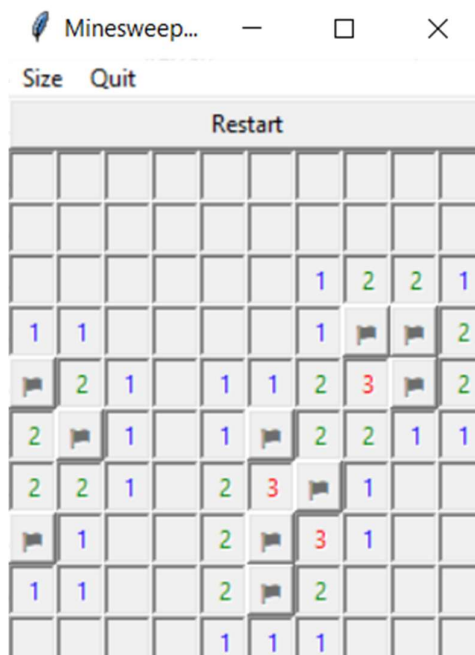 Minesweep...
Size Quit
Restart
1 2 2 1
1 1 1 2
2 1 1 1 2 3 2
2 1 1 2 2 1 1
2 2 1 2 3 1
1 2 3 1
1 1 2 2
1 1 1